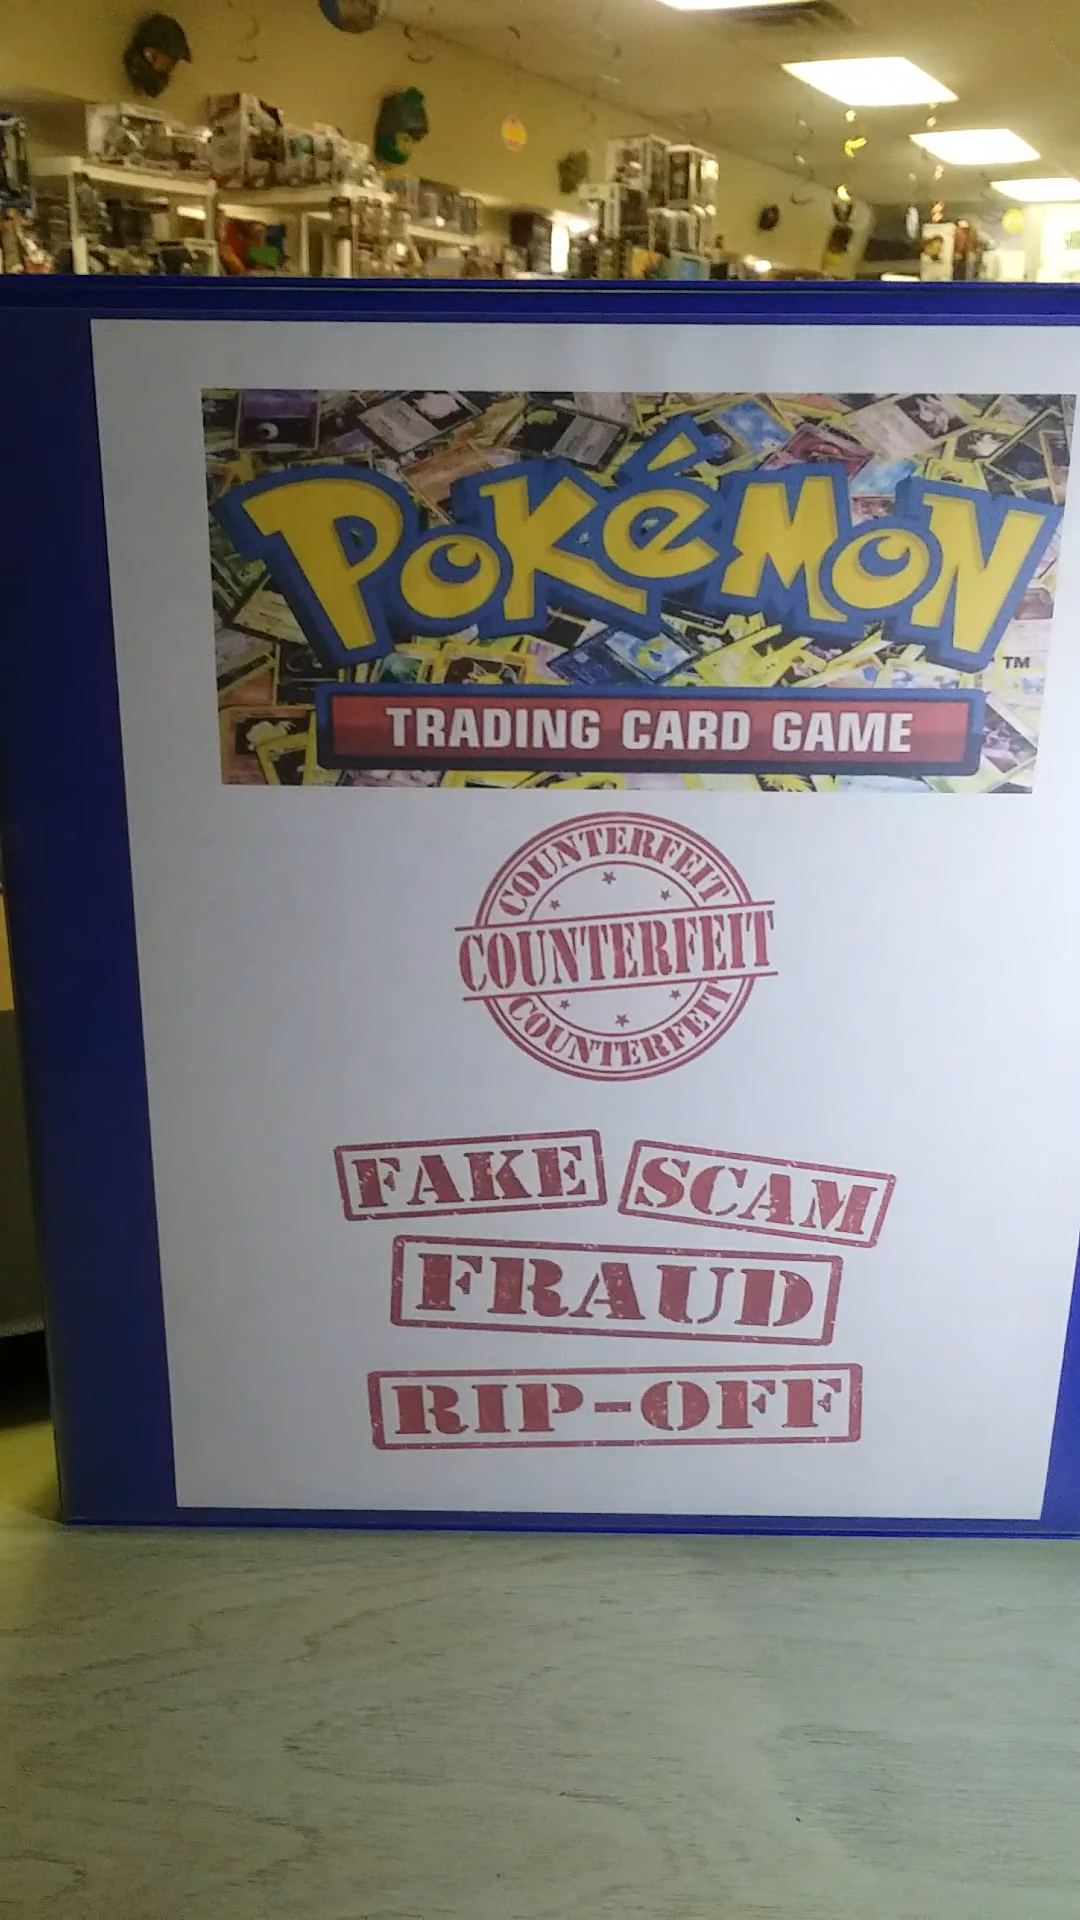 POKéMON
TM
TRADING CARD GAME
COUNTERFEIT
COUNTERFEIT
COUNTERFEIT
FAKE
SCAM
FRAUD
RIP-OFF